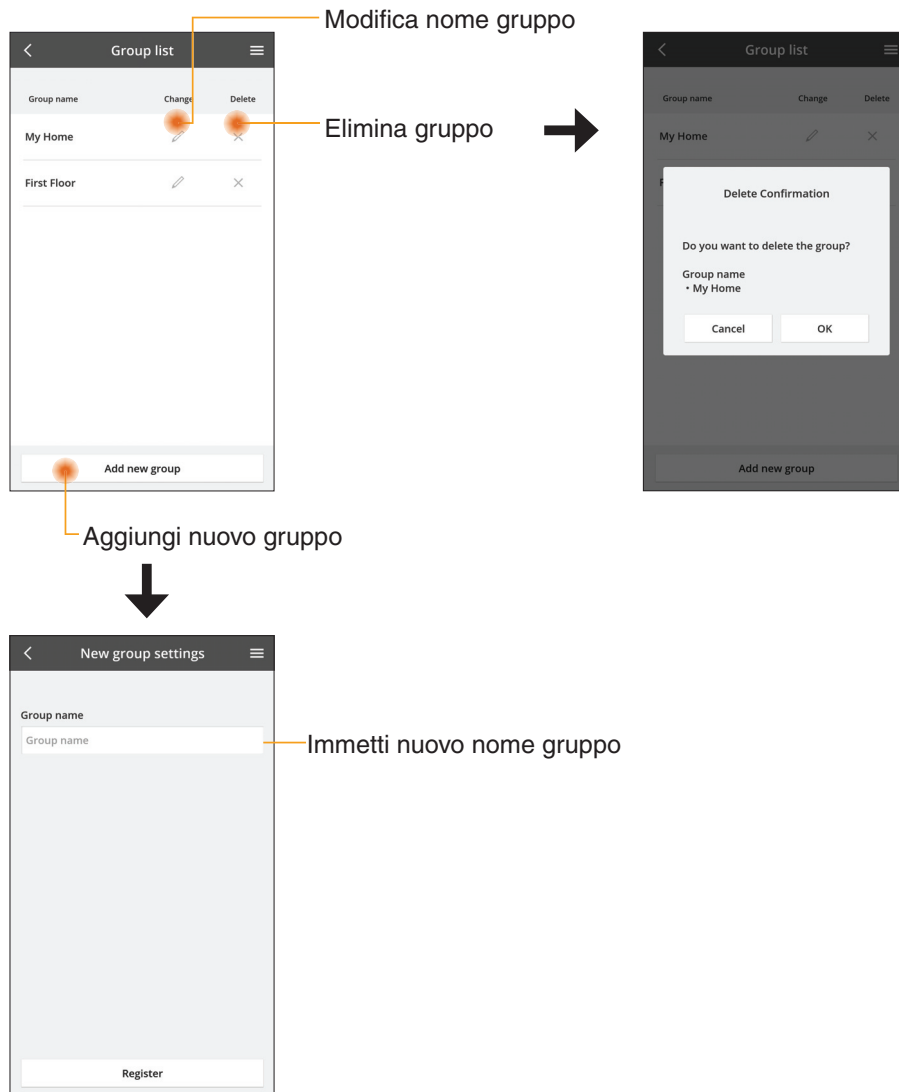 Modifica nome gruppo
Group list
Group name Change Delete
My Home
First Floor
Add new group
Elimina gruppo
Group list
Group name Change Delete
My Home
F
Delete Confirmation
Do you want to delete the group?
Group name
• My Home
Cancel OK
Add new group
Aggiungi nuovo gruppo
New group settings
Group name
Group name
Immetti nuovo nome gruppo
Register